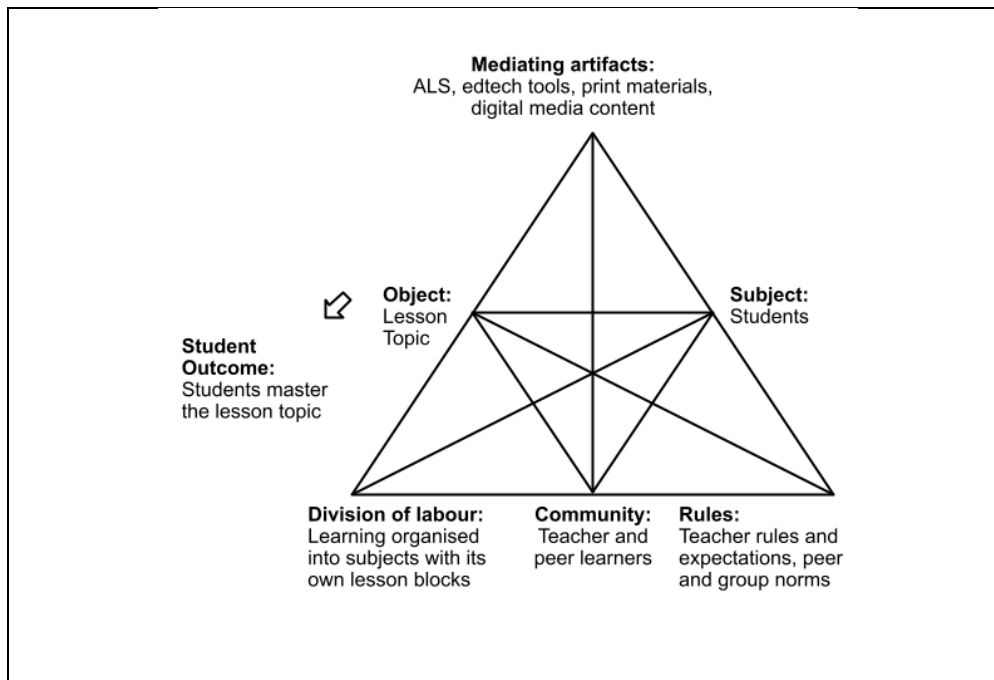 Mediating artifacts:
ALS, edtech tools, print materials,
digital media content
Object:
Lesson
Topic
Subject:
Students
Student
Outcome:
Students master
the lesson topic
Division of labour:
Learning organised
into subjects with its
own lesson blocks
Community:
Teacher and
peer learners
Rules:
Teacher rules and
expectations, peer
and group norms